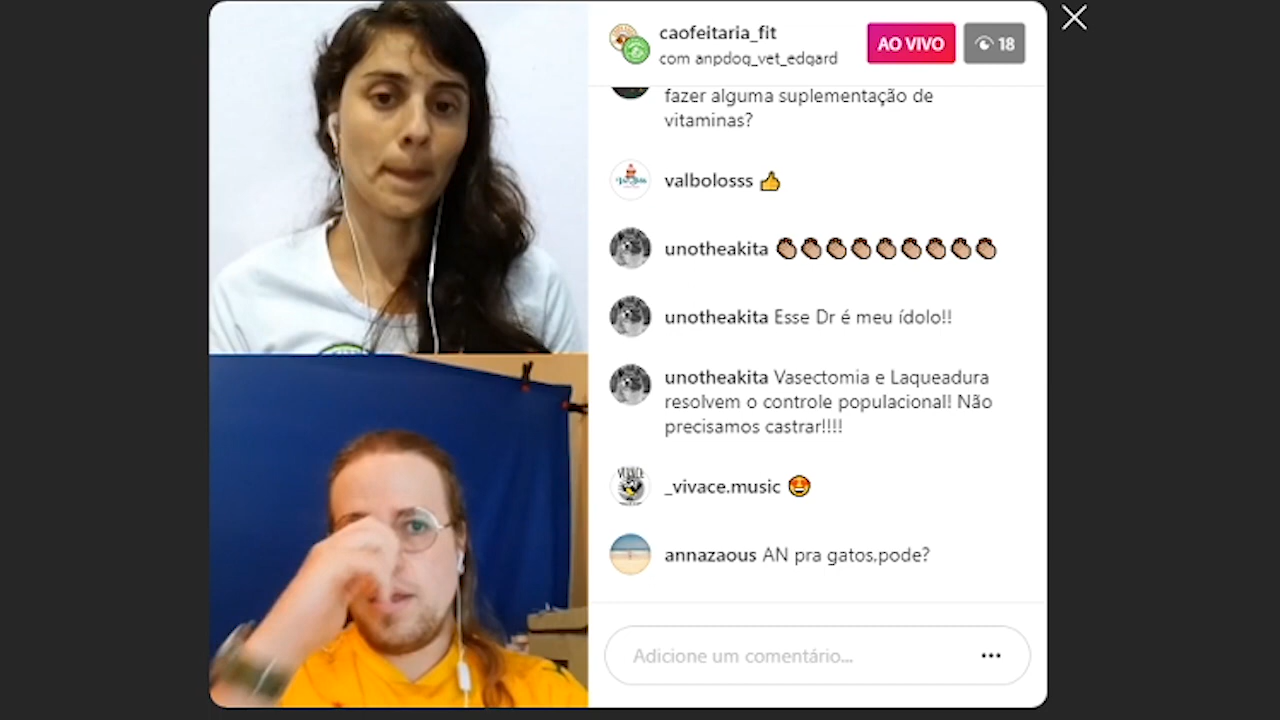 caofeitaria_fit
com anpdog_vet_edgard
AO VIVO
18
fazer alguma suplementação de
vitaminas?
valbolosss 👍
unotheakita 👏👏👏👏👏👏👏👏👏
unotheakita Esse Dr é meu ídolo!!
unotheakita Vasectomia e Laqueadura
resolvem o controle populacional! Não
precisamos castrar!!!!
_vivace.music 🤩
annazaous AN pra gatos.pode?
Adicione um comentário...